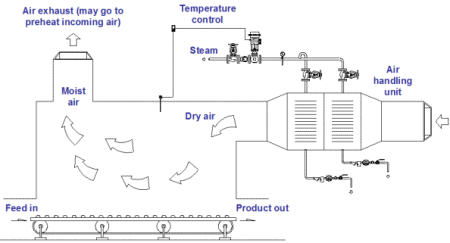 Air exhaust (may go to
preheat incoming air)
Temperature
control
Steam
Air
handling
unit
Moist
air
Dry air
Feed in
Product out